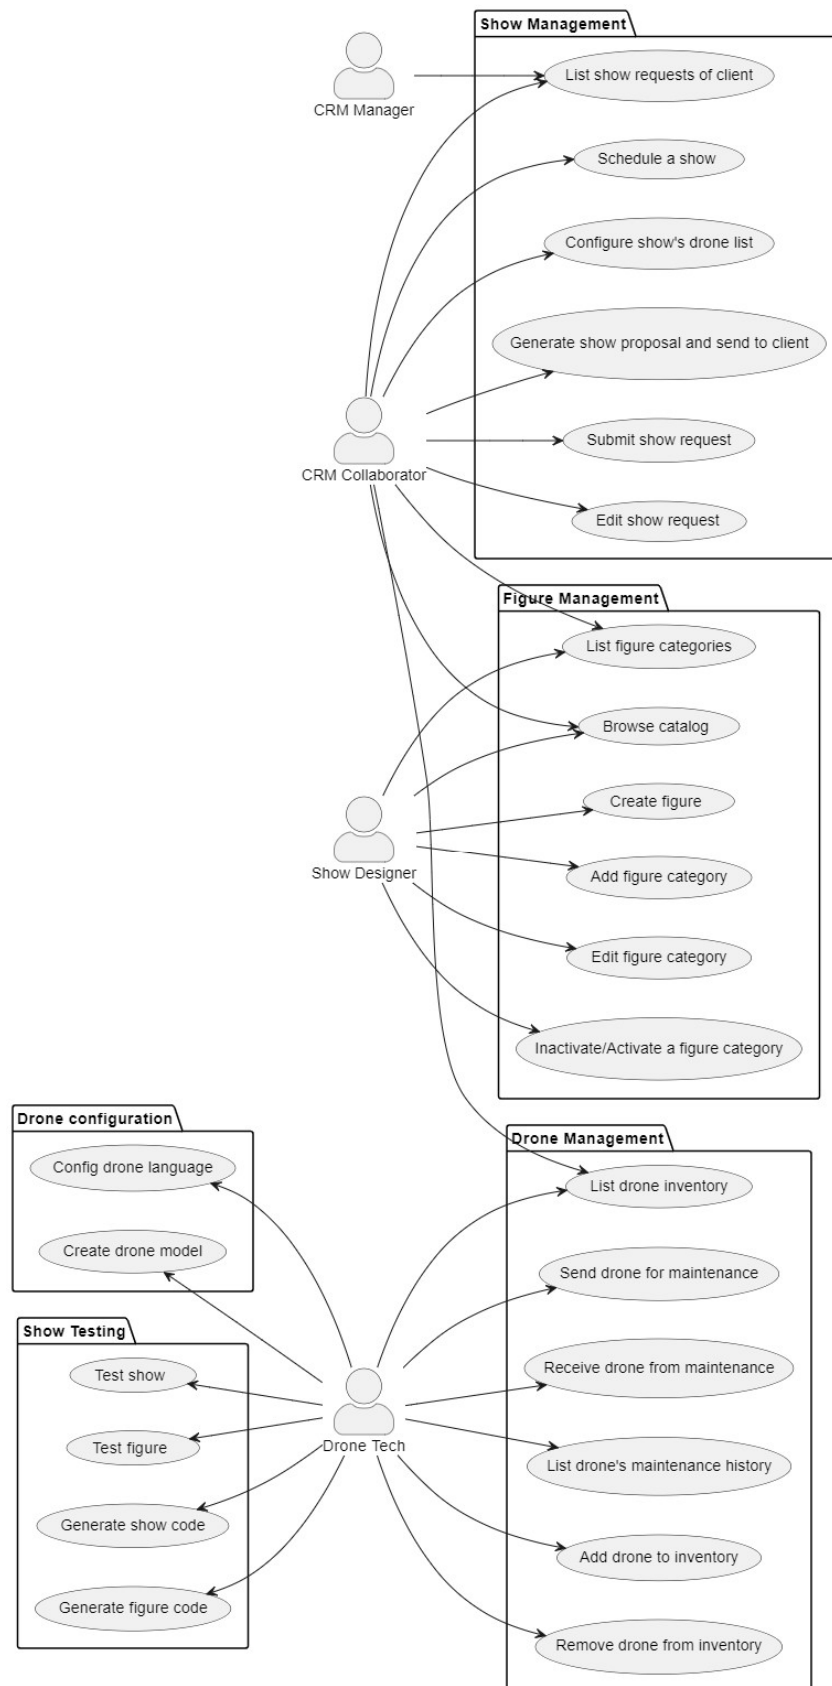 Show Management
CRM Manager
List show requests of client
Schedule a show
Configure show's drone list
Generate show proposal and send to client
CRM Collaborator
Submit show request
Edit show request
Figure Management
List figure categories
Browse catalog
Create figure
Show Designer
Add figure category
Edit figure category
Inactivate/Activate a figure category
Drone configuration
Config drone language
Create drone model
Drone Management
List drone inventory
Send drone for maintenance
Receive drone from maintenance
List drone's maintenance history
Add drone to inventory
Remove drone from inventory
Show Testing
Test show
Test figure
Drone Tech
Generate show code
Generate figure code